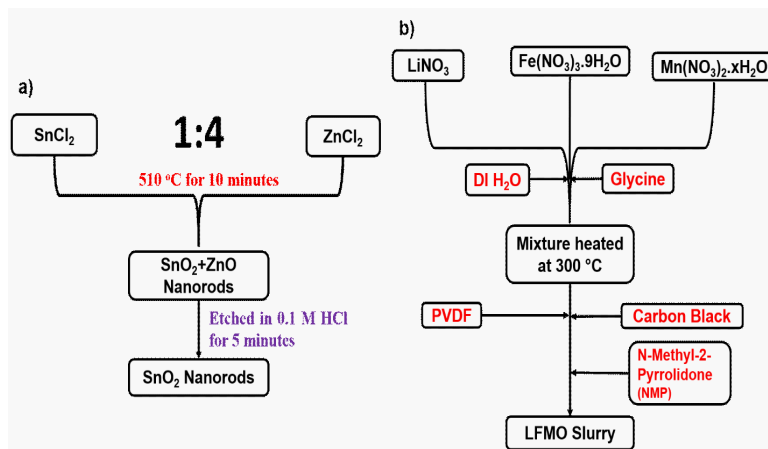 a)
SnCl₂
1:4
ZnCl₂
510 °C for 10 minutes
SnO₂+ZnO
Nanorods
Etched in 0.1 M HCl
for 5 minutes
SnO₂ Nanorods
b)
LiNO₃
Fe(NO₃)₃.9H₂O
Mn(NO₃)₂.xH₂O
DI H₂O
Glycine
Mixture heated
at 300 °C
PVDF
Carbon Black
N-Methyl-2-
Pyrrolidone
(NMP)
LFMO Slurry